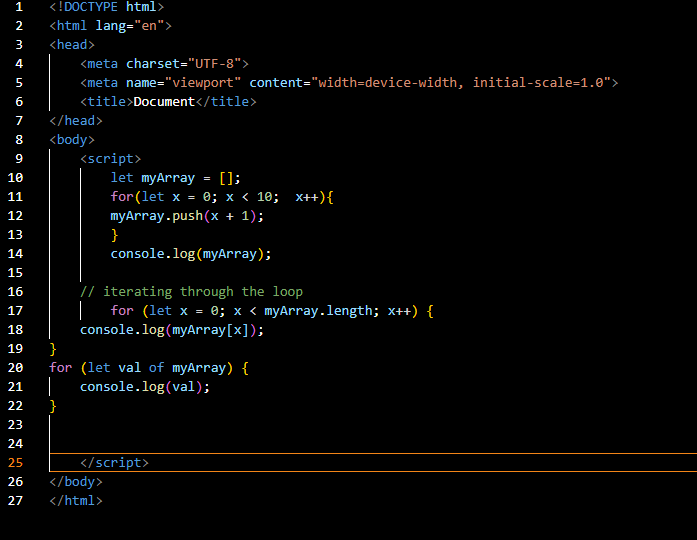 1 <!DOCTYPE html>
2 <html lang="en">
3 <head>
4     <meta charset="UTF-8">
5     <meta name="viewport" content="width=device-width, initial-scale=1.0">
6     <title>Document</title>
7 </head>
8 <body>
9     <script>
10         let myArray = [];
11         for(let x = 0; x < 10;  x++){
12         myArray.push(x + 1);
13         }
14         console.log(myArray);
15
16     // iterating through the loop
17         for (let x = 0; x < myArray.length; x++) {
18     console.log(myArray[x]);
19 }
20 for (let val of myArray) {
21     console.log(val);
22 }
23
24
25     </script>
26 </body>
27 </html>